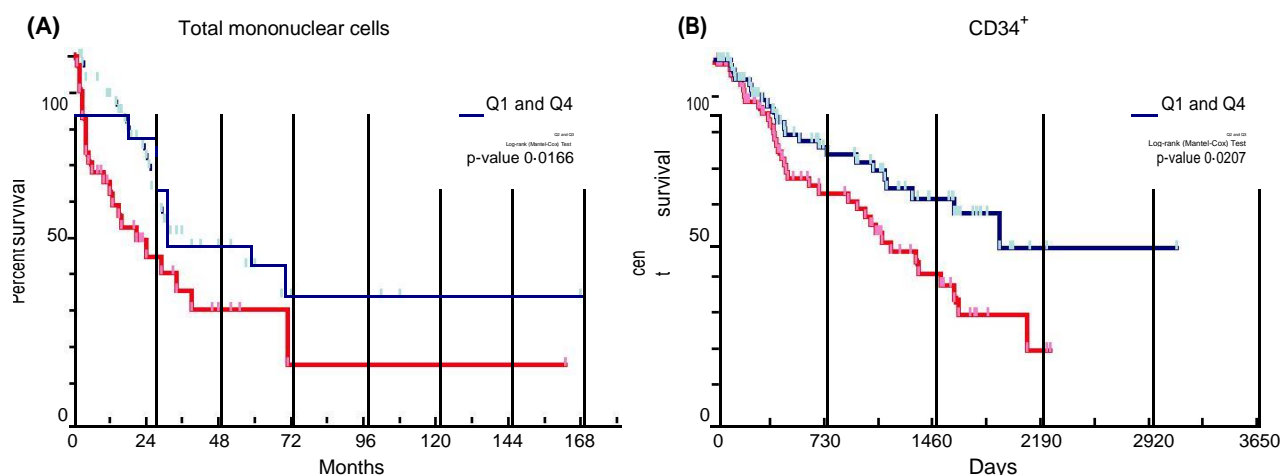 (A) Total mononuclear cells
100
50
0
Percentsurvival
Q1 and Q4
Q2 and Q3
Log-rank (Mantel-Cox) Test
p-value 0·0166
0 24 48 72 96 120 144 168
Months
(B) CD34+
100
50
0
survival
cen
t
Q1 and Q4
Q2 and Q3
Log-rank (Mantel-Cox) Test
p-value 0·0207
0 730 1460 2190 2920 3650
Days